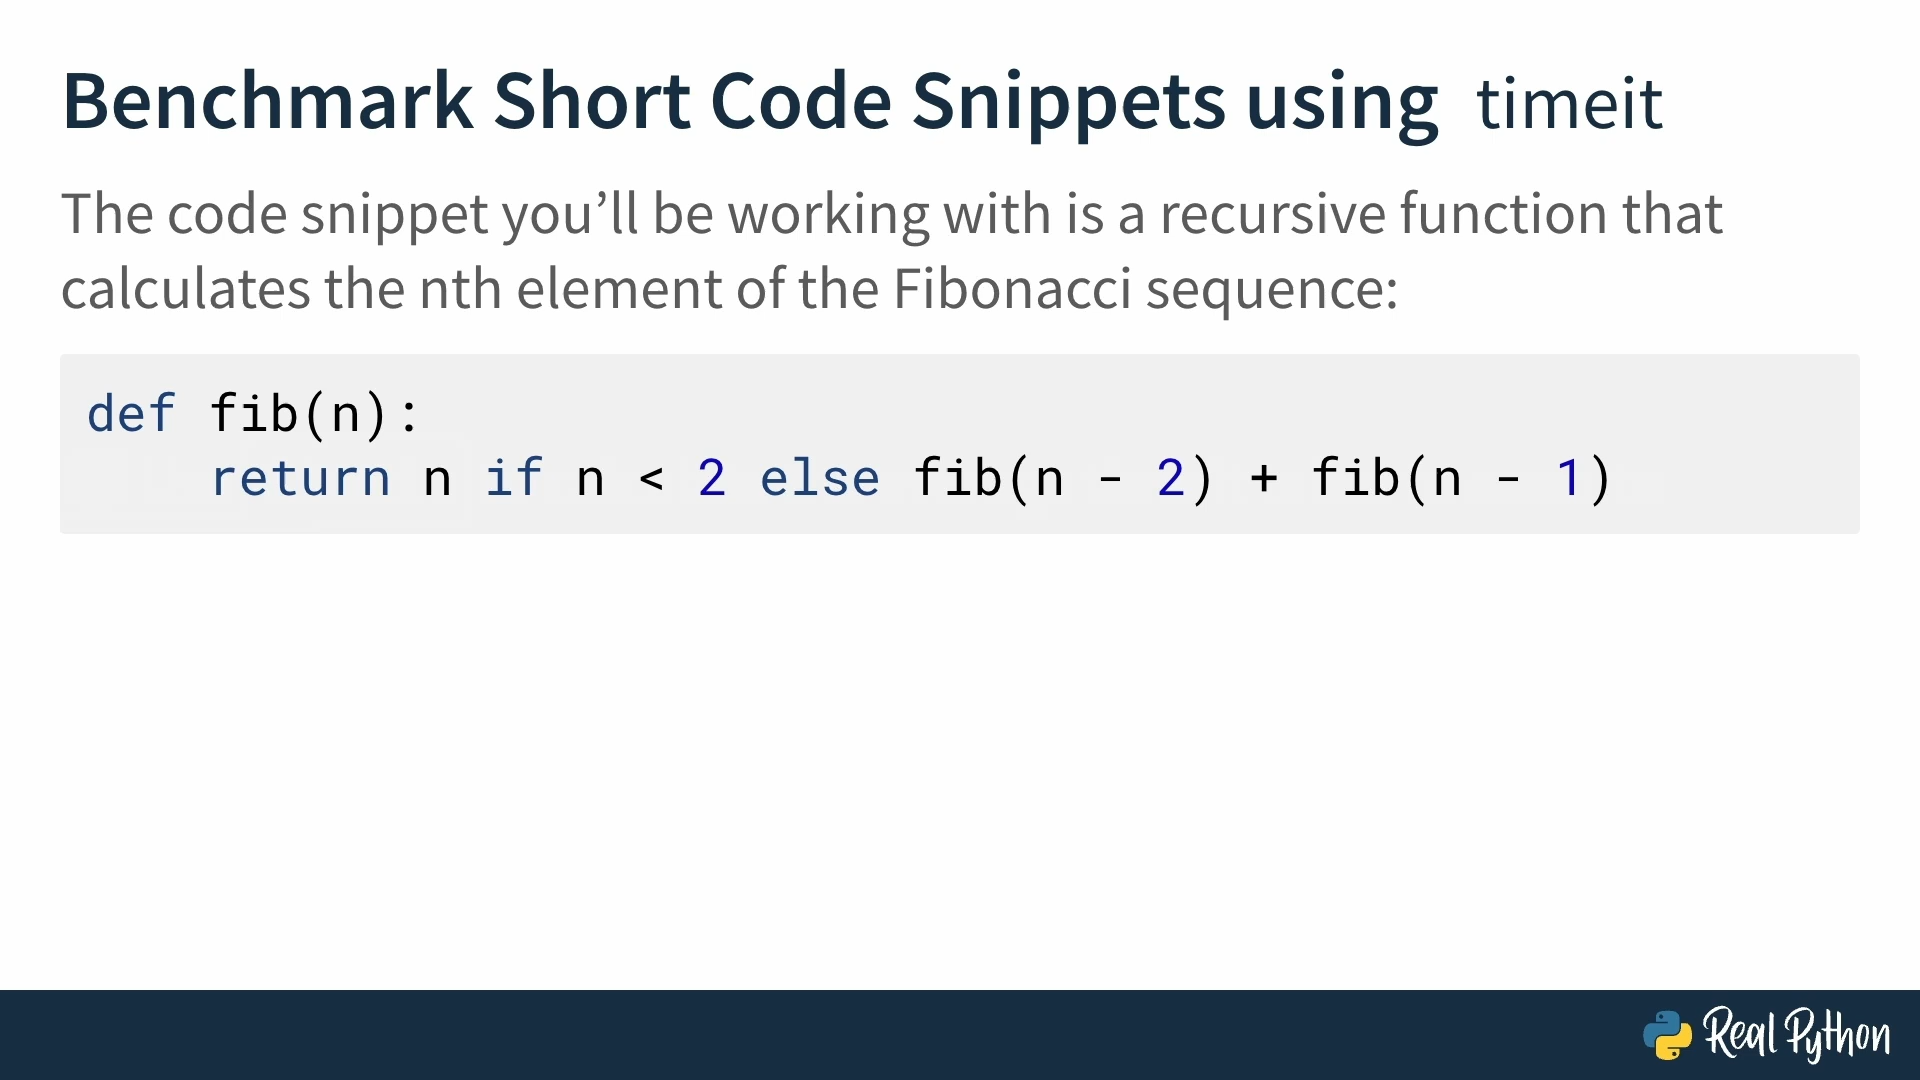 Benchmark Short Code Snippets using timeit
The code snippet you’ll be working with is a recursive function that
calculates the nth element of the Fibonacci sequence:
def fib(n):
    return n if n < 2 else fib(n - 2) + fib(n - 1)
Real Python